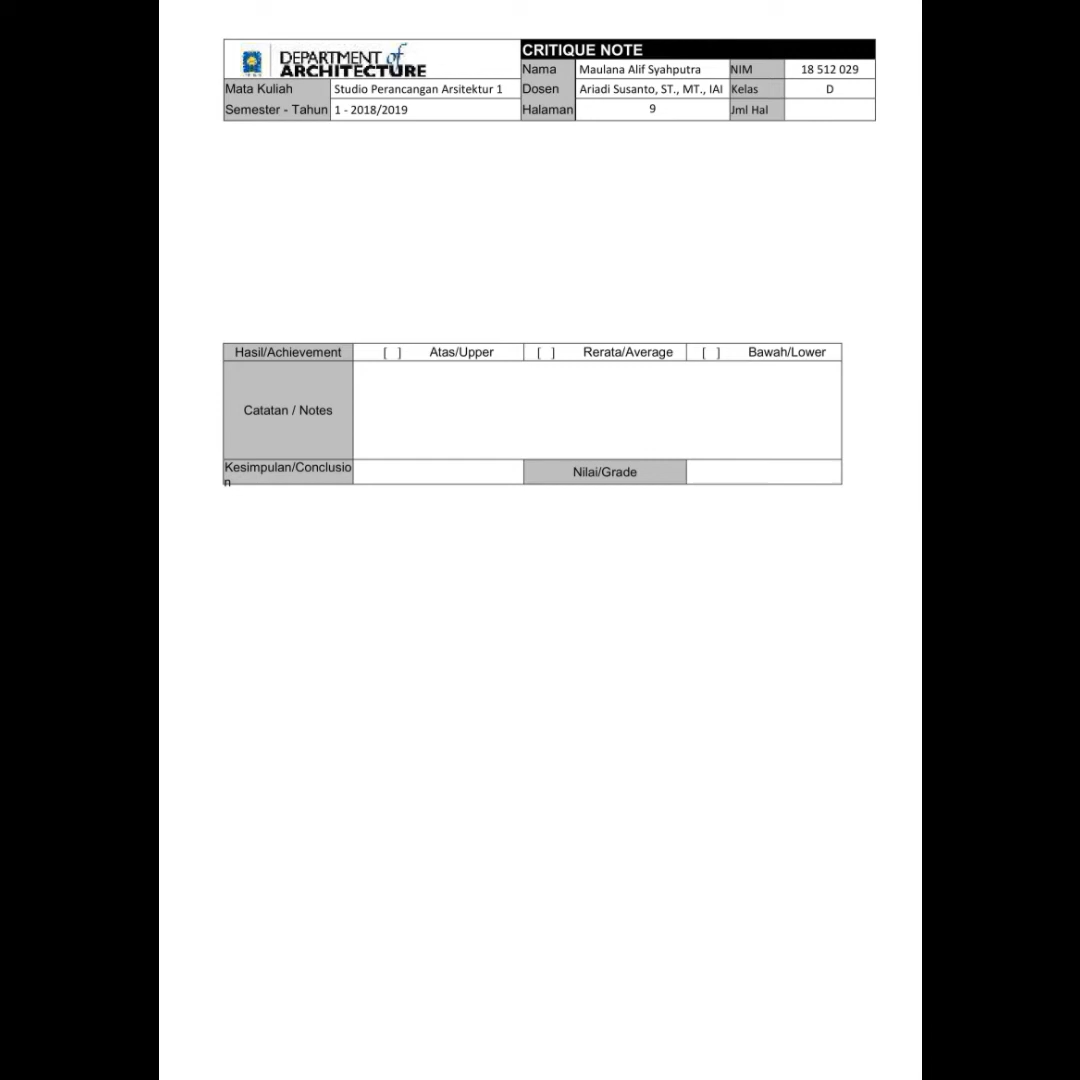 DEPARTMENT of
ARCHITECTURE
CRITIQUE NOTE
Nama Maulana Alif Syahputra NIM 18 512 029
Mata Kuliah Studio Perancangan Arsitektur 1 Dosen Ariadi Susanto, ST., MT., IAI Kelas D
Semester - Tahun 1 - 2018/2019 Halaman 9 Jml Hal
Hasil/Achievement [ ] Atas/Upper [ ] Rerata/Average [ ] Bawah/Lower
Catatan / Notes
Kesimpulan/Conclusio
n
Nilai/Grade